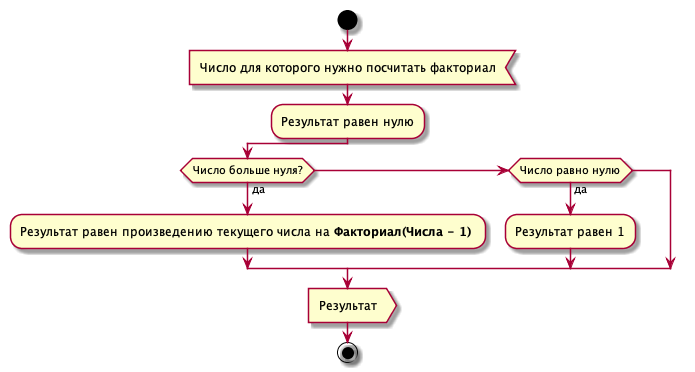 Число для которого нужно посчитать факториал
Результат равен нулю
Число больше нуля?
Число равно нулю
да
да
Результат равен произведению текущего числа на Факториал(Числа - 1)
Результат равен 1
Результат